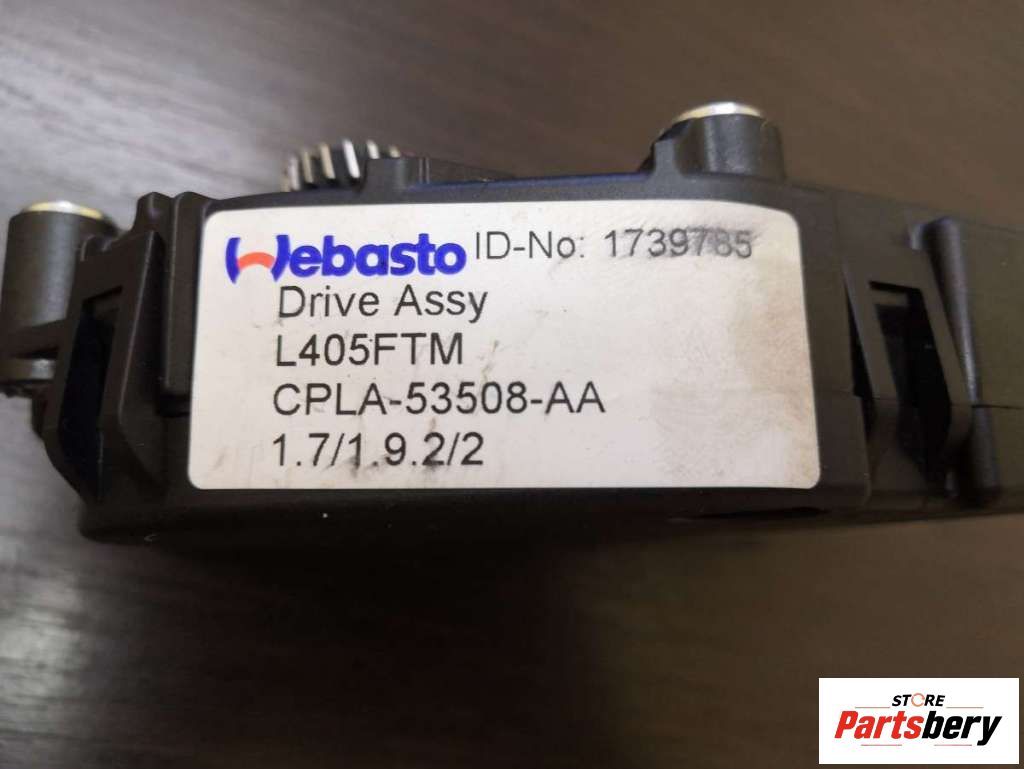 Webasto ID-No: 1739785
Drive Assy
L405FTM
CPLA-53508-AA
1.7/1.9.2/2
STORE
Partsbery